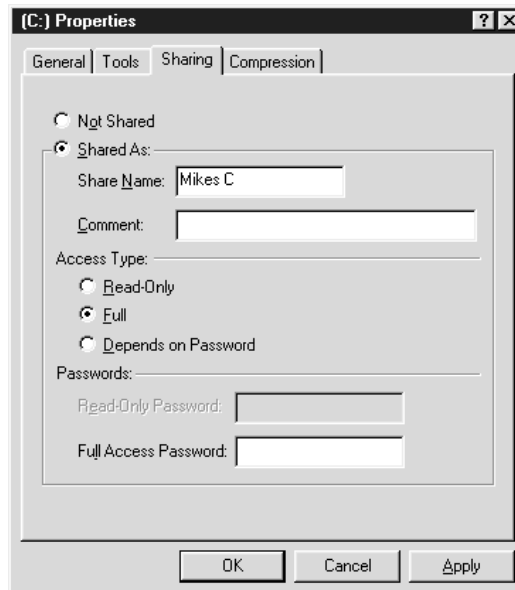 (C:) Properties
General Tools Sharing Compression
Not Shared
Shared As:
Share Name: Mikes C
Comment:
Access Type:
Read-Only
Full
Depends on Password
Passwords:
Read-Only Password:
Full Access Password:
OK Cancel Apply